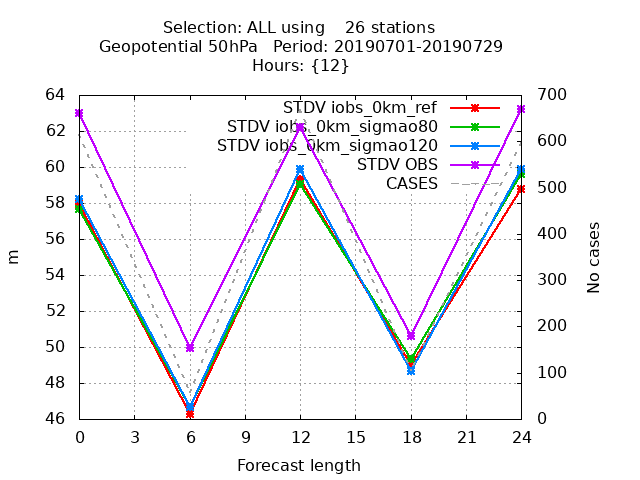 Selection: ALL using    26 stations
Geopotential 50hPa   Period: 20190701-20190729
Hours: {12}
64
62
60
58
56
54
52
50
48
46
700
600
500
400
300
200
100
0
STDV iobs_0km_ref
STDV iobs_0km_sigmao80
STDV iobs_0km_sigmao120
STDV OBS
CASES
m
No cases
0 3 6 9 12 15 18 21 24
Forecast length